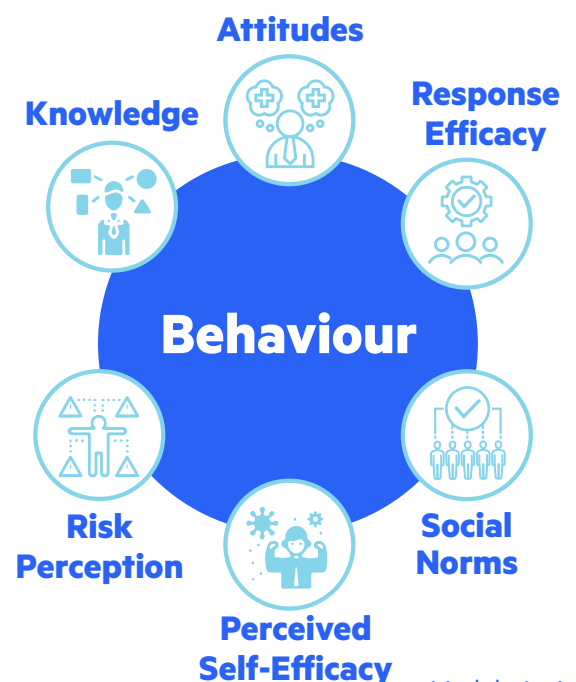 Attitudes
Knowledge
Response
Efficacy
Behaviour
Risk
Perception
Social
Norms
Perceived
Self-Efficacy